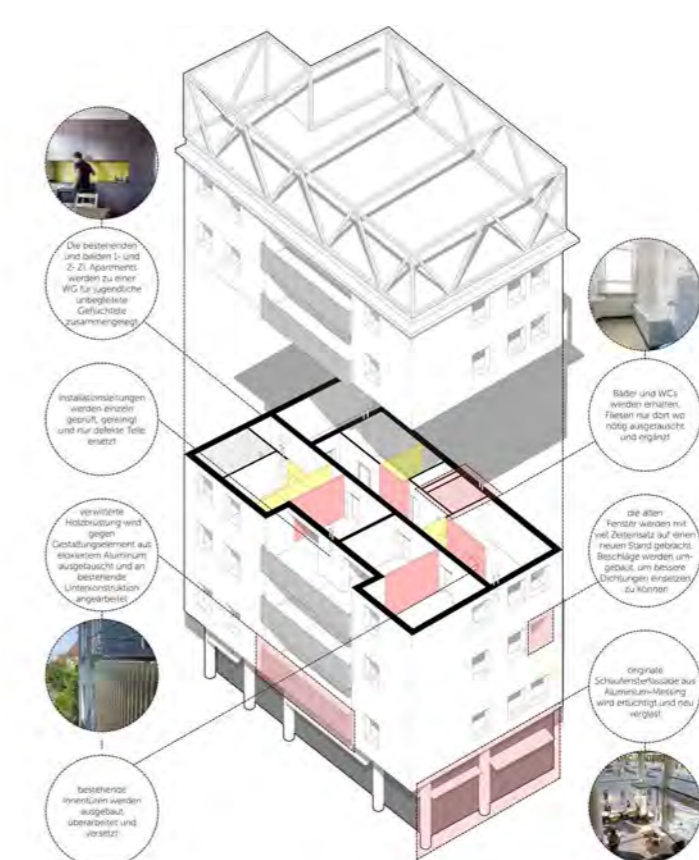 Die bestehenden
und beiden 1- und
2- Zi. Apartments
werden zu einer
WG für jugendliche
unbegleitete
Geflüchtete
zusammengelegt
Installationsleitungen
werden einzeln
geprüft, gereinigt
und nur defekte Teile
ersetzt
verwitterte
Holzbrüstung wird
gegen
Gestaltungselement aus
eloxiertem Aluminium
ausgetauscht und an
bestehende
Unterkonstruktion
angearbeitet
bestehende
Innentüren werden
ausgebaut,
überarbeitet und
versetzt
Bäder und WCs
werden erhalten,
Fliesen nur dort wo
nötig ausgetauscht
und ergänzt
die alten
Fenster werden mit
viel Zeiteinsatz auf einen
neuen Stand gebracht.
Beschläge werden um-
gebaut, um bessere
Dichtungen einsetzen
zu können
originale
Schaufensterfassade aus
Aluminium-Messing
wird ertüchtigt und neu
verglast